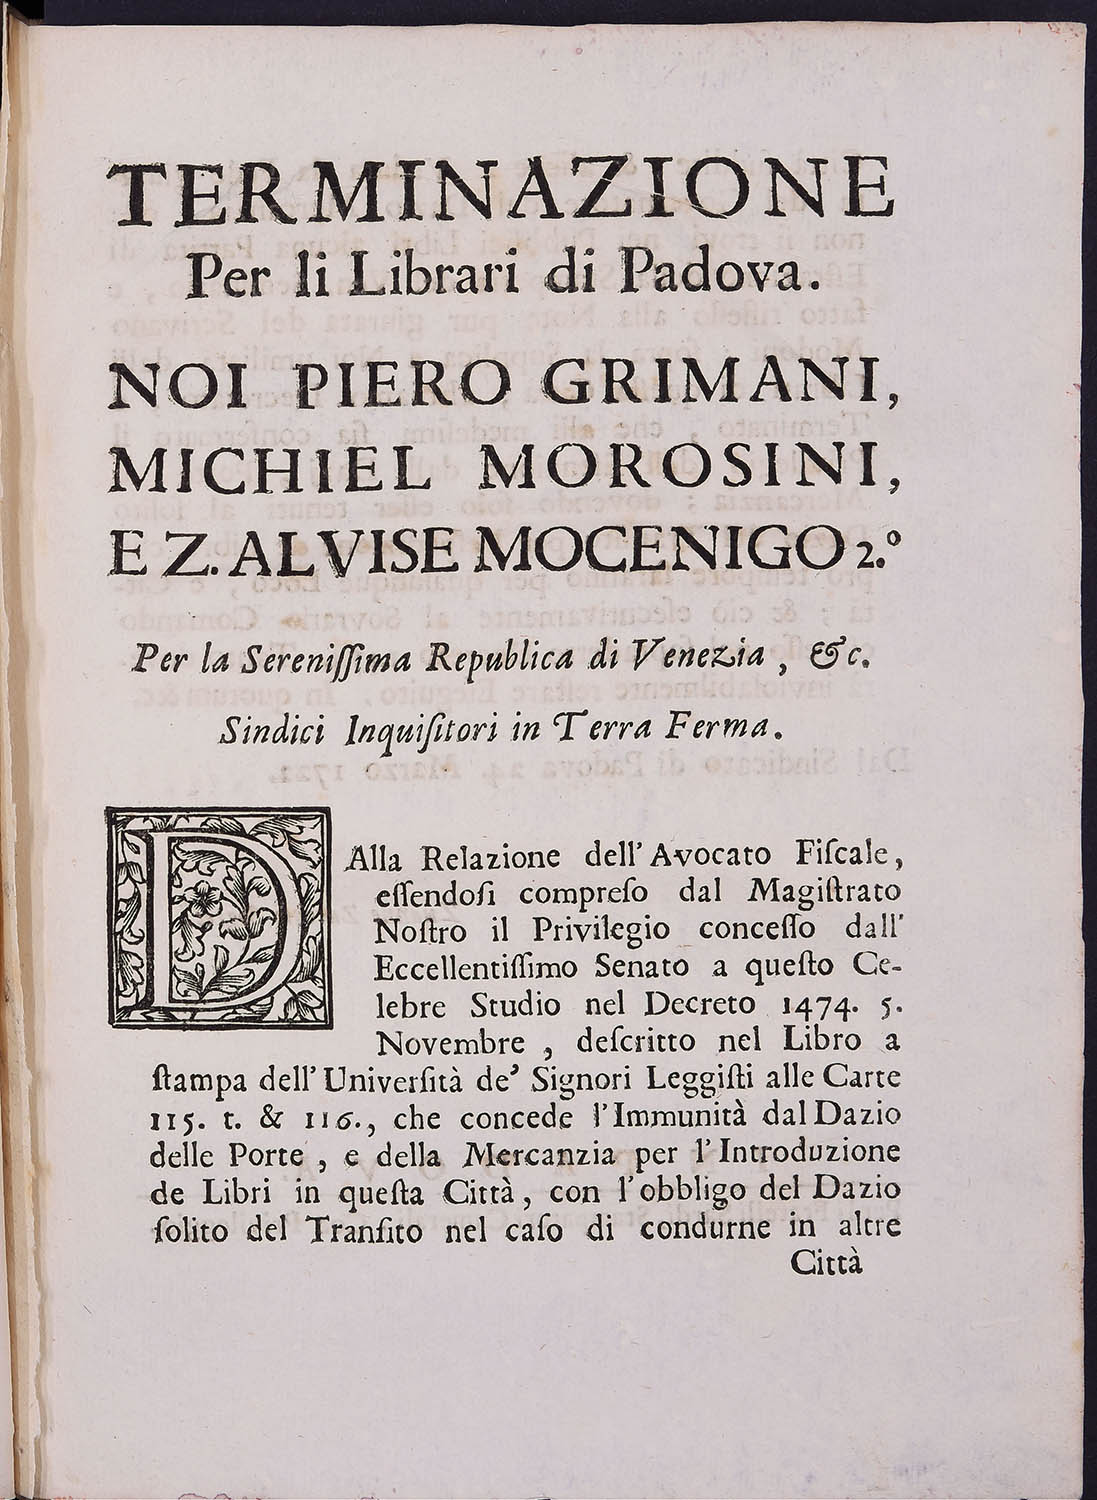 TERMINAZIONE
Per li Librari di Padova.
NOI PIERO GRIMANI,
MICHIEL MOROSINI,
E Z. ALVISE MOCENIGO 2.º
Per la Sereniſſima Republica di Venezia, &c.
Sindici Inquiſitori in Terra Ferma.
DAlla Relazione dell' Avocato Fiſcale,
eſſendoſi compreſo dal Magiſtrato
Noſtro il Privilegio conceſſo dall'
Eccellentiſſimo Senato a queſto Ce-
lebre Studio nel Decreto 1474. 5.
Novembre, deſcritto nel Libro a
ſtampa dell' Univerſità de' Signori Leggiſti alle Carte
115. t. & 116., che concede l'Immunità dal Dazio
delle Porte, e della Mercanzia per l'Introduzione
de Libri in queſta Città, con l'obbligo del Dazio
ſolito del Tranſito nel caſo di condurne in altre
Città